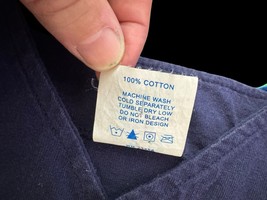 100% COTTON
MACHINE WASH
COLD SEPARATELY
TUMBLE DRY LOW
DO NOT BLEACH
OR IRON DESIGN